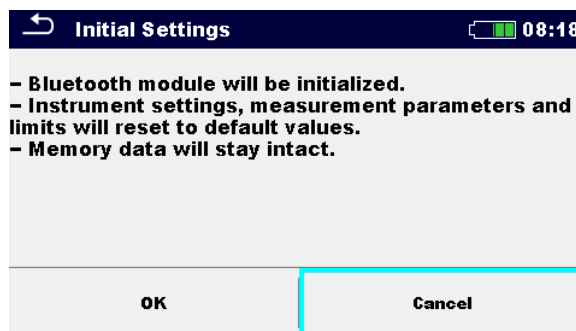 Initial Settings 08:18
– Bluetooth module will be initialized.
– Instrument settings, measurement parameters and
limits will reset to default values.
– Memory data will stay intact.
OK Cancel